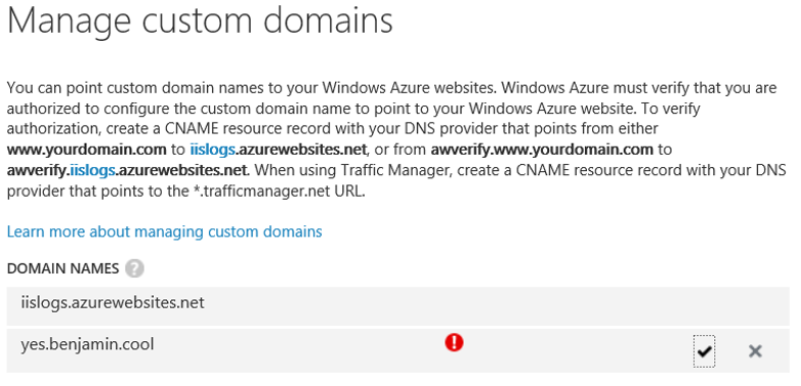 Manage custom domains
You can point custom domain names to your Windows Azure websites. Windows Azure must verify that you are
authorized to configure the custom domain name to point to your Windows Azure website. To verify
authorization, create a CNAME resource record with your DNS provider that points from either
www.yourdomain.com to iislogs.azurewebsites.net, or from awverify.www.yourdomain.com to
awverify.iislogs.azurewebsites.net. When using Traffic Manager, create a CNAME resource record with your DNS
provider that points to the *.trafficmanager.net URL.
Learn more about managing custom domains
DOMAIN NAMES ?
iislogs.azurewebsites.net
yes.benjamin.cool !